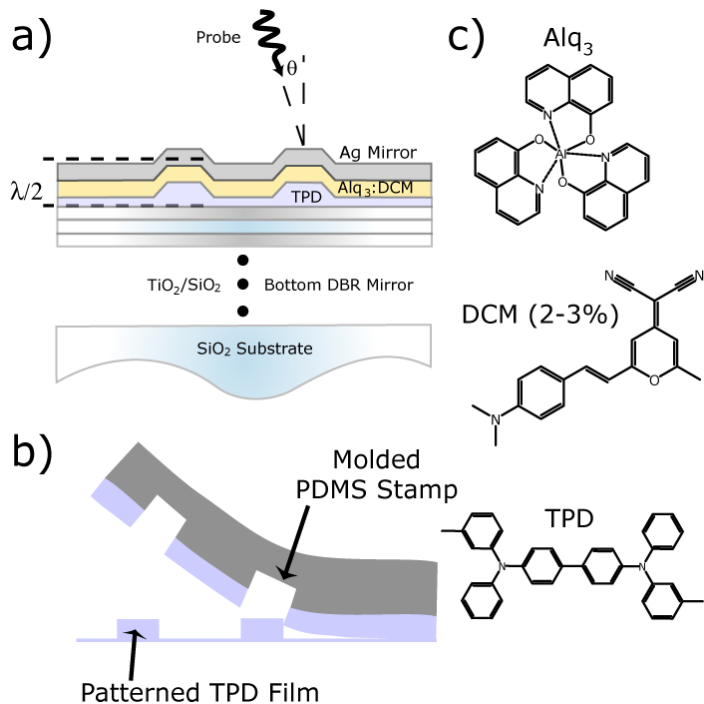 a)
Probe
θ
Ag Mirror
λ/2
Alq3:DCM
TPD
TiO2/SiO2
Bottom DBR Mirror
SiO2 Substrate
b)
Molded
PDMS Stamp
Patterned TPD Film
c)
Alq3
N
O
O
Al
N
O
N
N
N
DCM (2-3%)
O
N
TPD
N
N